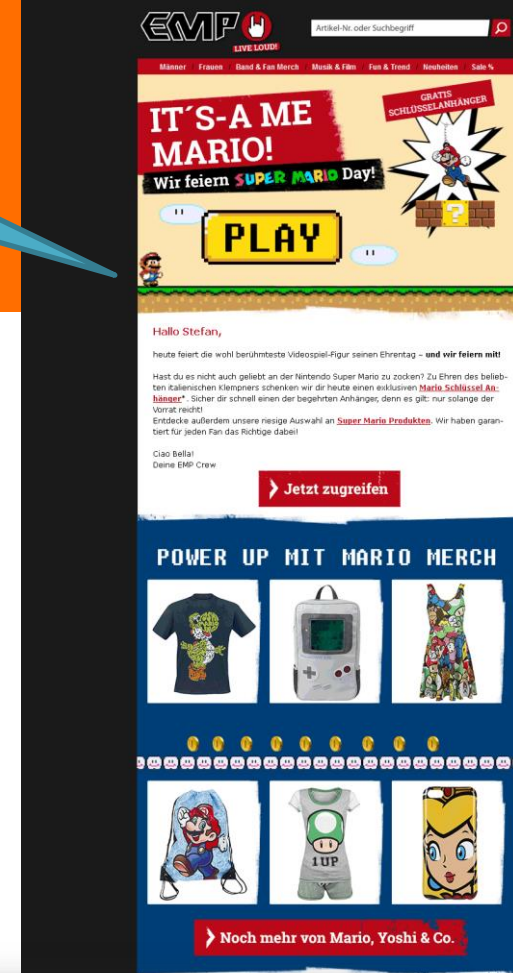 EMP
LIVE LOUD!
Artikel-Nr. oder Suchbegriff
Männer Frauen Band & Fan Merch Musik & Film Fun & Trend Neuheiten Sale %
GRATIS
SCHLÜSSELANHÄNGER
IT´S-A ME
MARIO!
Wir feiern SUPER MARIO Day!
?
PLAY
Hallo Stefan,
heute feiert die wohl berühmteste Videospiel-Figur seinen Ehrentag – und wir feiern mit!
Hast du es nicht auch geliebt an der Nintendo Super Mario zu zocken? Zu Ehren des belieb-
ten italienischen Klempners schenken wir dir heute einen exklusiven Mario Schlüssel An-
hänger*. Sicher dir schnell einen der begehrten Anhänger, denn es gilt: nur solange der
Vorrat reicht!
Entdecke außerdem unsere riesige Auswahl an Super Mario Produkten. Wir haben garan-
tiert für jeden Fan das Richtige dabei!
Ciao Bella!
Deine EMP Crew
Jetzt zugreifen
POWER UP MIT MARIO MERCH
1UP
Noch mehr von Mario, Yoshi & Co.